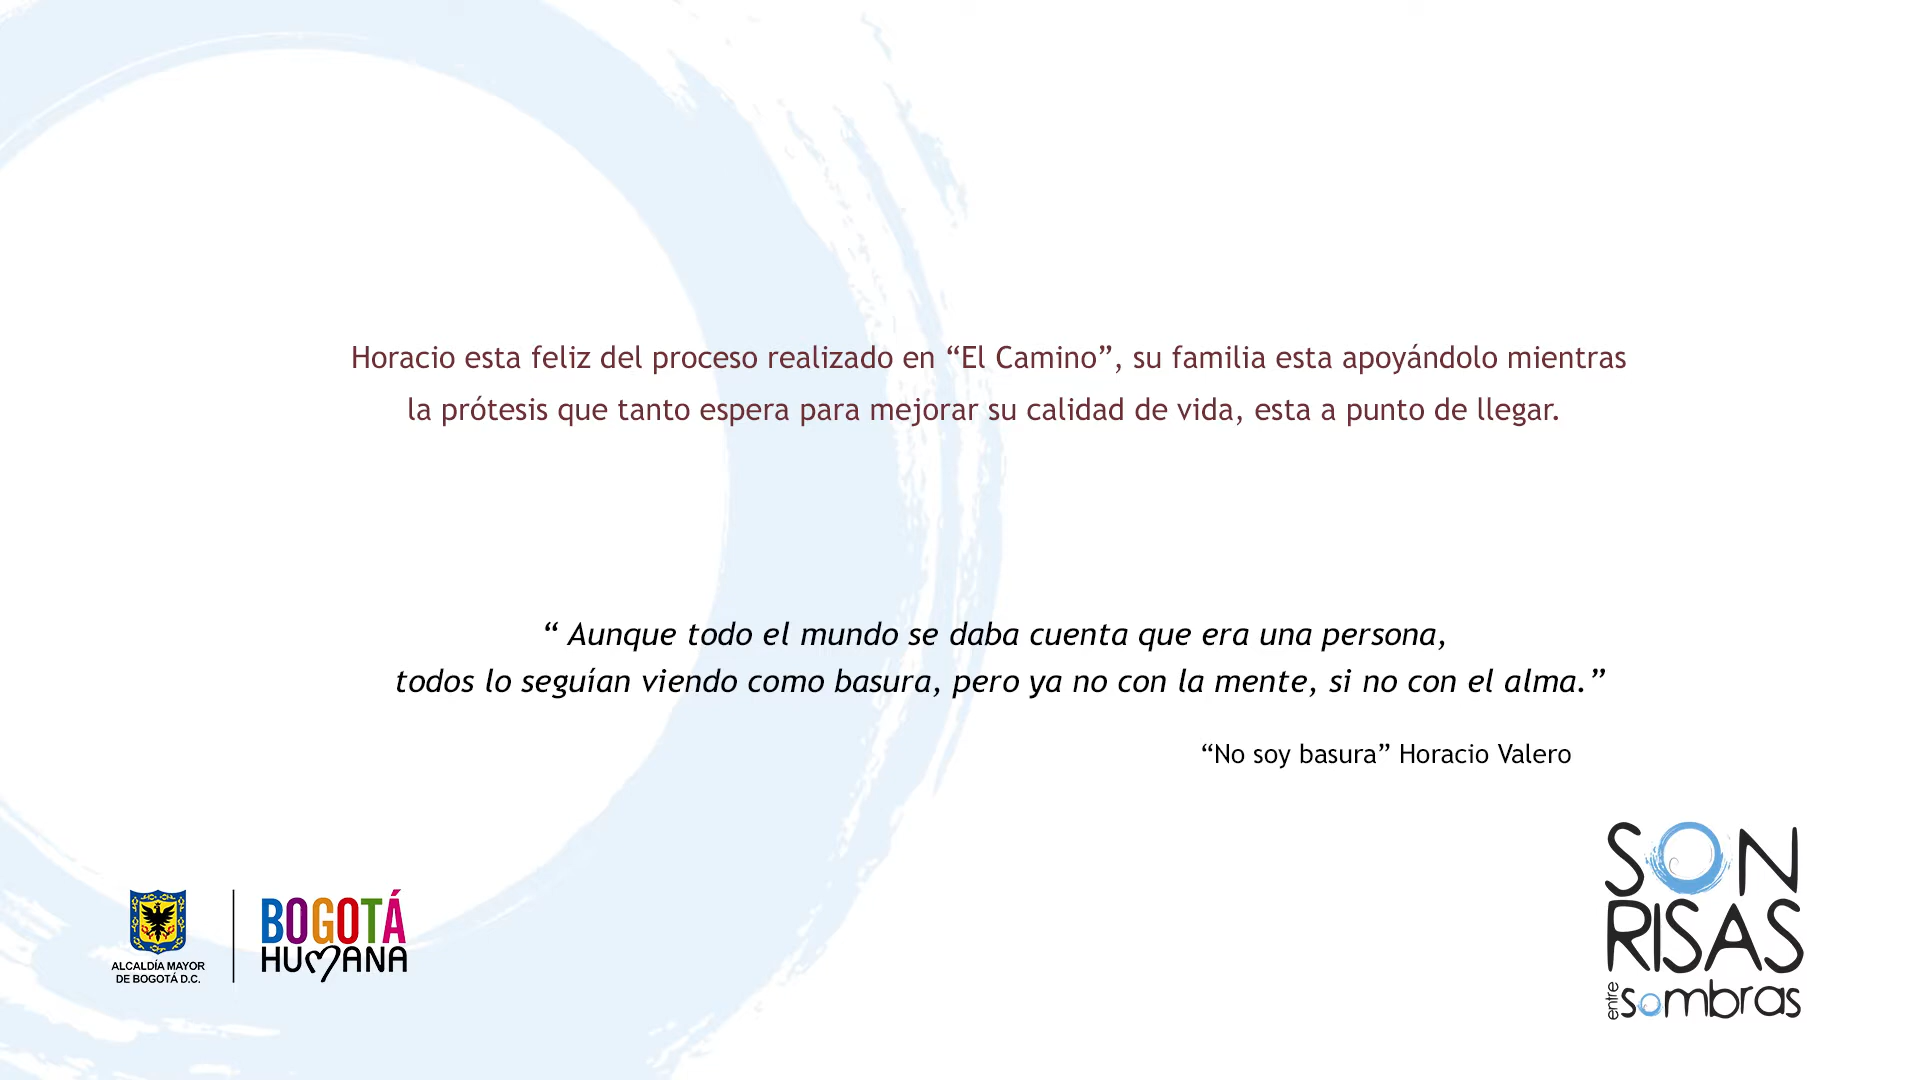 Horacio esta feliz del proceso realizado en “El Camino”, su familia esta apoyándolo mientras
la prótesis que tanto espera para mejorar su calidad de vida, esta a punto de llegar.
“ Aunque todo el mundo se daba cuenta que era una persona,
todos lo seguían viendo como basura, pero ya no con la mente, si no con el alma.”
“No soy basura” Horacio Valero
ALCALDÍA MAYOR
DE BOGOTÁ D.C.
BOGOTÁ
HUMANA
SON
RISAS
entre sombras